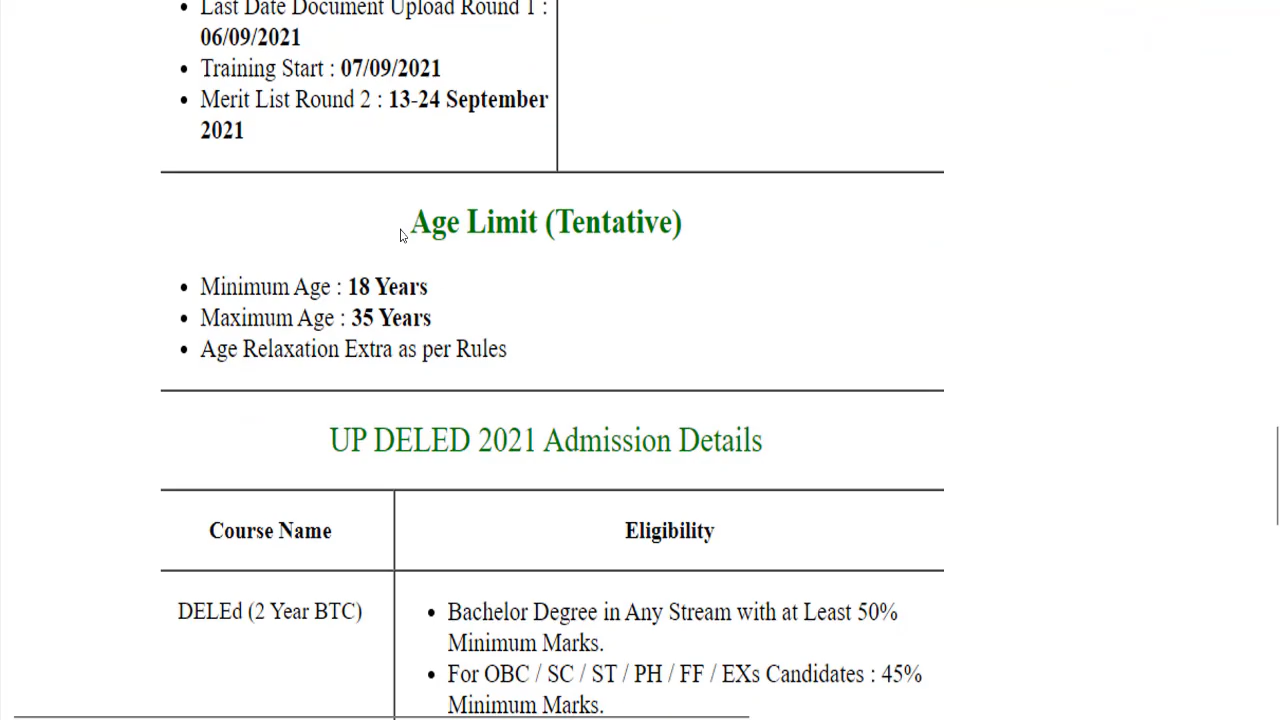 Last Date Document Upload Round 1 :
06/09/2021
Training Start : 07/09/2021
Merit List Round 2 : 13-24 September
2021
Age Limit (Tentative)
Minimum Age : 18 Years
Maximum Age : 35 Years
Age Relaxation Extra as per Rules
UP DELED 2021 Admission Details
Course Name
Eligibility
DELEd (2 Year BTC)
Bachelor Degree in Any Stream with at Least 50%
Minimum Marks.
For OBC / SC / ST / PH / FF / EXs Candidates : 45%
Minimum Marks.